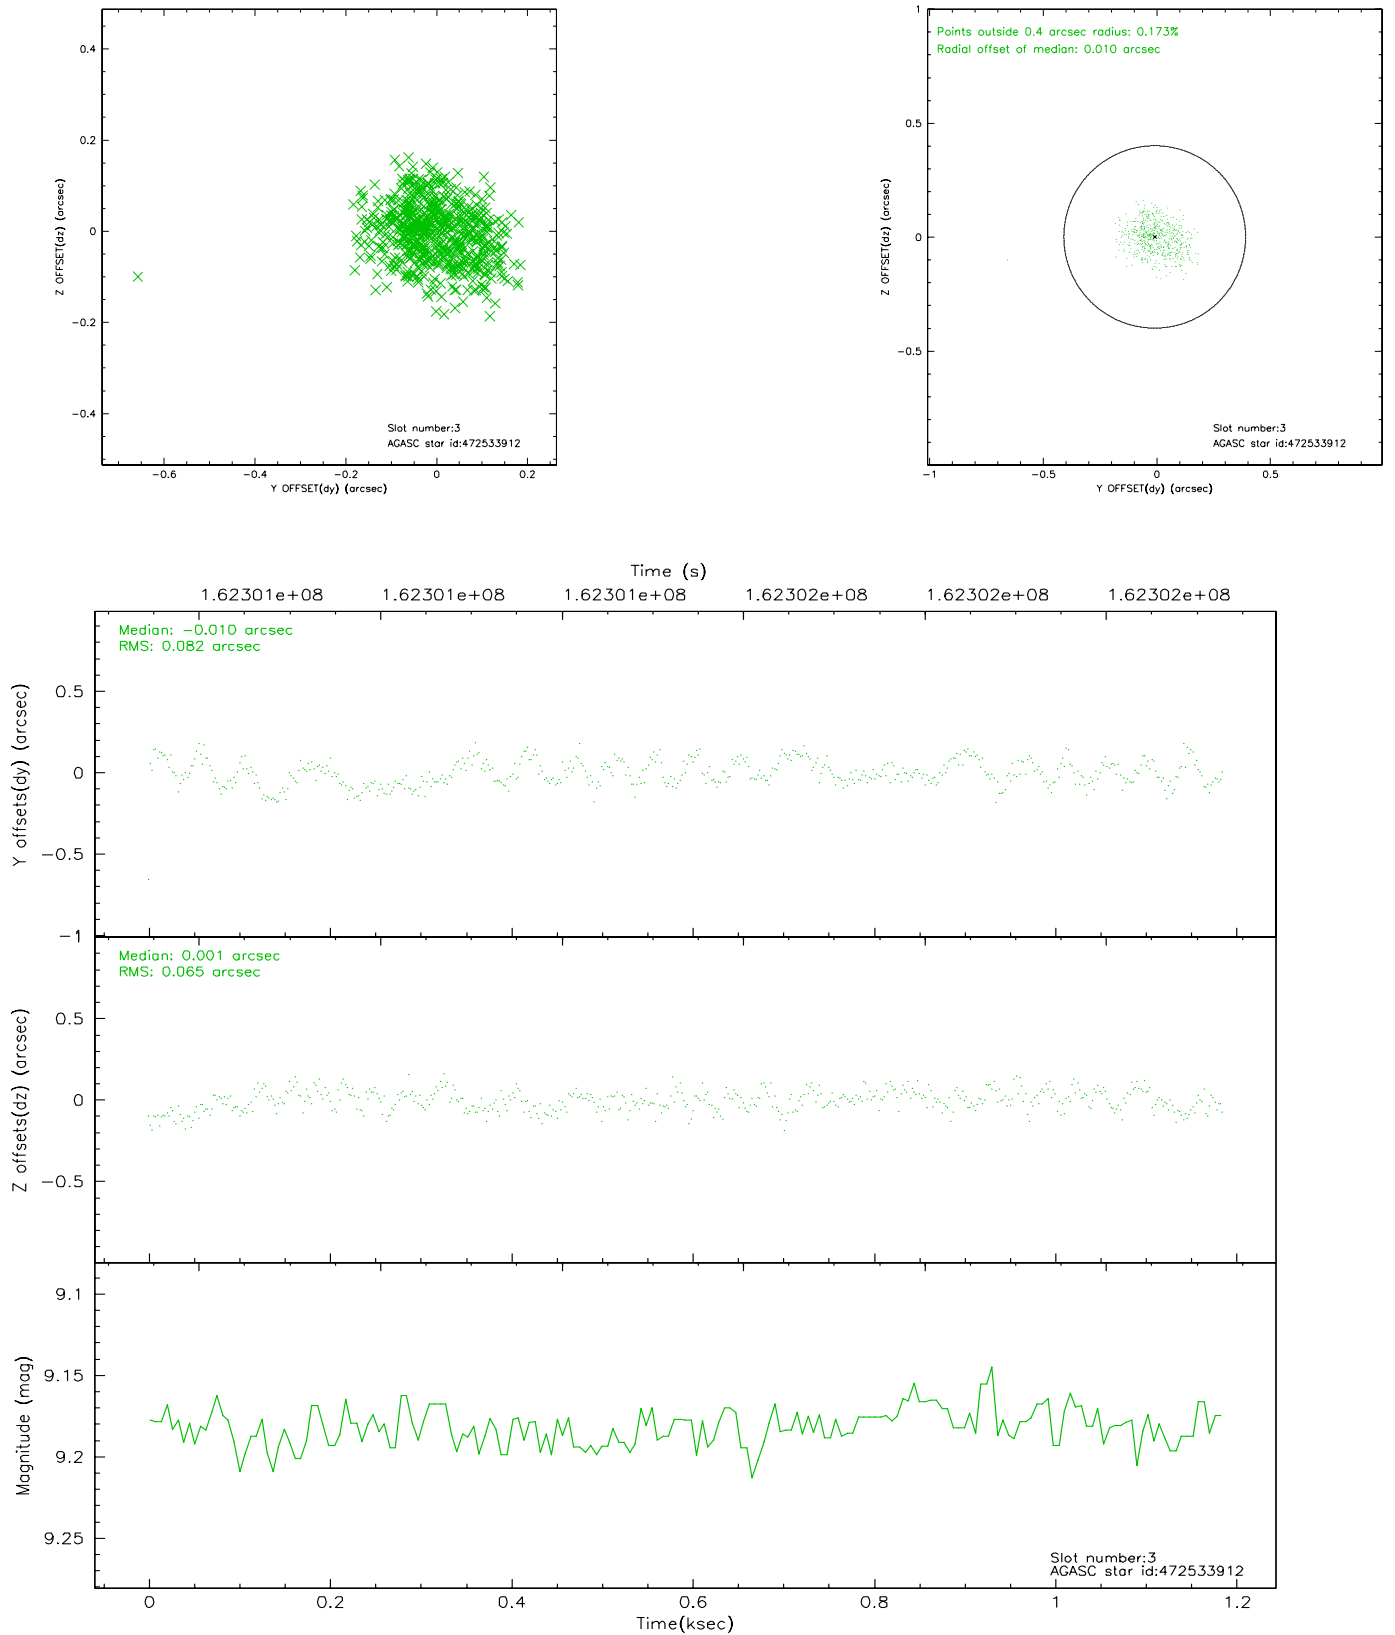 0.4
0.2
0
−0.2
−0.4
Z OFFSET(dz) (arcsec)
Slot number:3
AGASC star id:472533912
−0.6 −0.4 −0.2 0 0.2
Y OFFSET(dy) (arcsec)
Points outside 0.4 arcsec radius: 0.173%
Radial offset of median: 0.010 arcsec
1
0.5
0
−0.5
Z OFFSET(dz) (arcsec)
Slot number:3
AGASC star id:472533912
−1 −0.5 0 0.5
Y OFFSET(dy) (arcsec)
Time (s)
1.62301e+08 1.62301e+08 1.62301e+08 1.62302e+08 1.62302e+08 1.62302e+08
Median: −0.010 arcsec
RMS: 0.082 arcsec
0.5
0
−0.5
−1
Y offsets(dy) (arcsec)
Median: 0.001 arcsec
RMS: 0.065 arcsec
0.5
0
−0.5
Z offsets(dz) (arcsec)
9.1
9.15
9.2
9.25
Magnitude (mag)
Slot number:3
AGASC star id:472533912
0 0.2 0.4 0.6 0.8 1 1.2
Time(ksec)